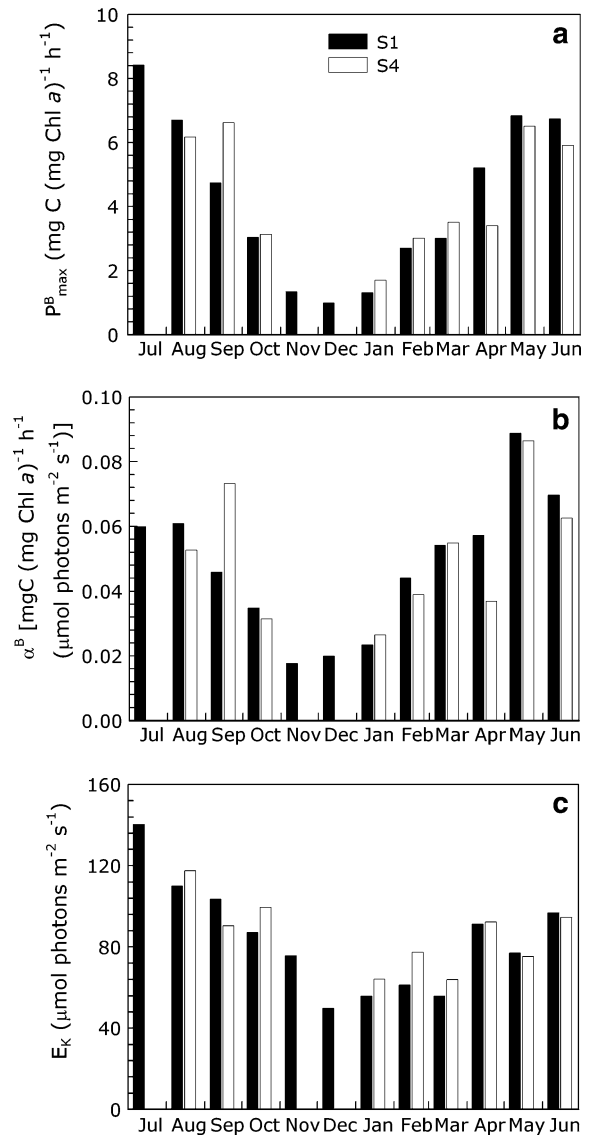 a
S1
S4
10
8
6
4
2
0
P^B_max (mg C (mg Chl a)^-1 h^-1)
Jul Aug Sep Oct Nov Dec Jan Feb Mar Apr May Jun
b
0.10
0.08
0.06
0.04
0.02
0.00
α^B [mgC (mg Chl a)^-1 h^-1
(µmol photons m^-2 s^-1)]
Jul Aug Sep Oct Nov Dec Jan Feb Mar Apr May Jun
c
160
120
80
40
0
E_K (µmol photons m^-2 s^-1)
Jul Aug Sep Oct Nov Dec Jan Feb Mar Apr May Jun